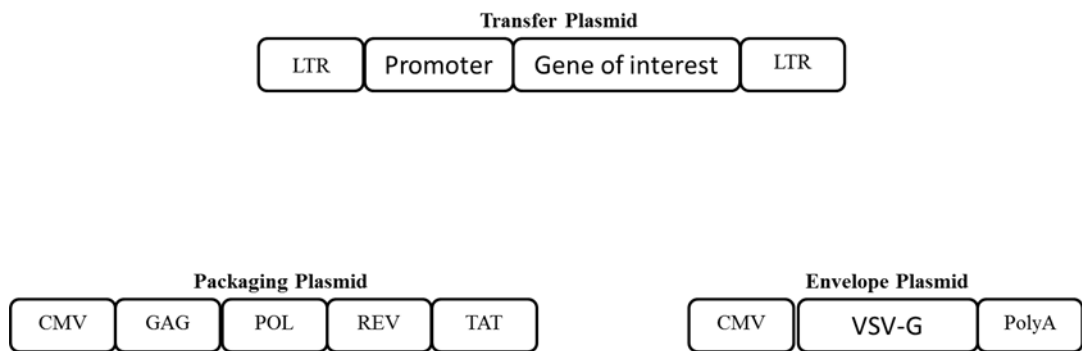 Transfer Plasmid
LTR Promoter Gene of interest LTR
Packaging Plasmid Envelope Plasmid
CMV GAG POL REV TAT CMV VSV-G PolyA